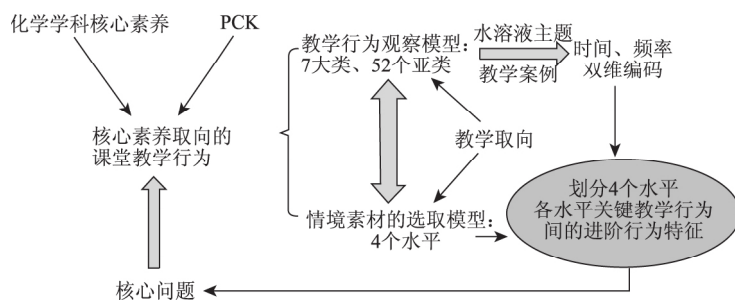 化学学科核心素养
PCK
核心素养取向的
课堂教学行为
核心问题
教学行为观察模型：
7大类、52个亚类
水溶液主题
教学案例
时间、频率
双维编码
教学取向
情境素材的选取模型：
4个水平
划分4个水平
各水平关键教学行为
间的进阶行为特征